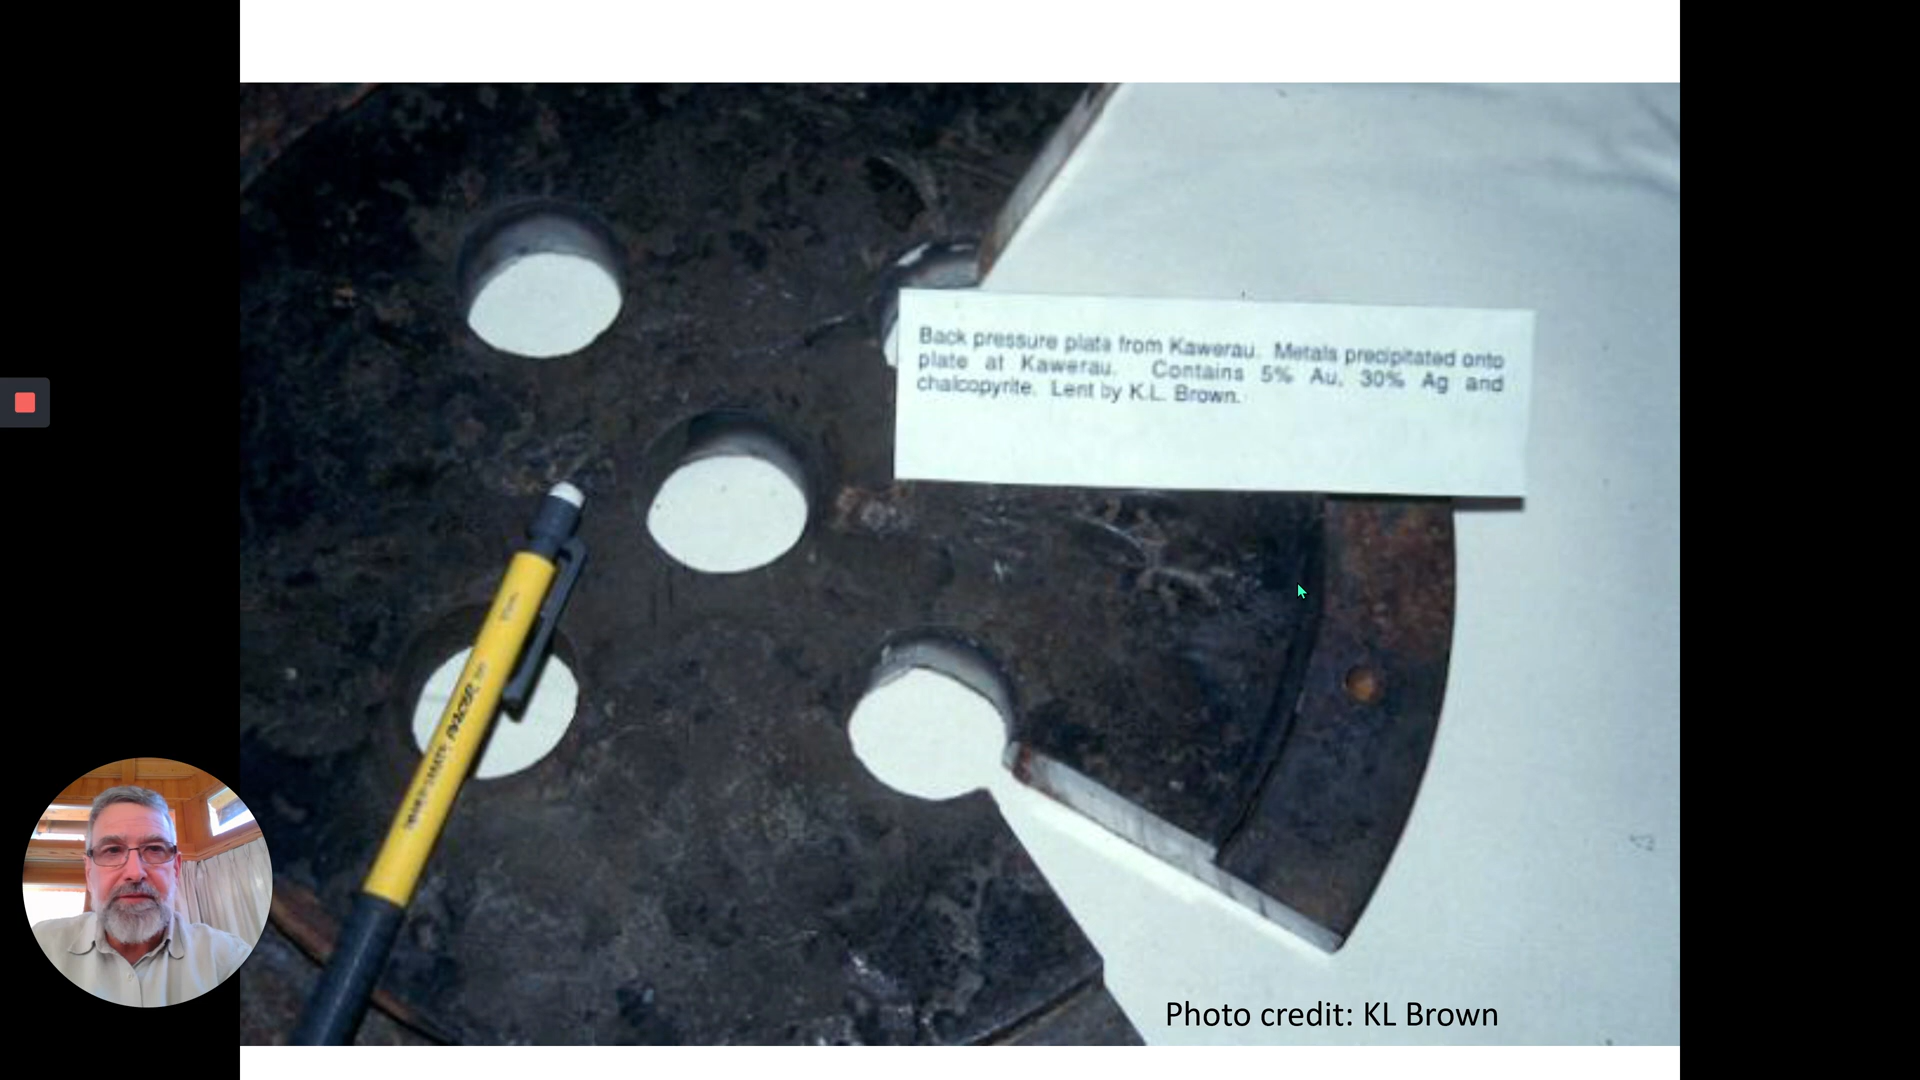 Back pressure plate from Kawerau. Metals precipitated onto
plate at Kawerau. Contains 5% Au, 30% Ag and
chalcopyrite. Lent by K.L. Brown.
PACER
Photo credit: KL Brown